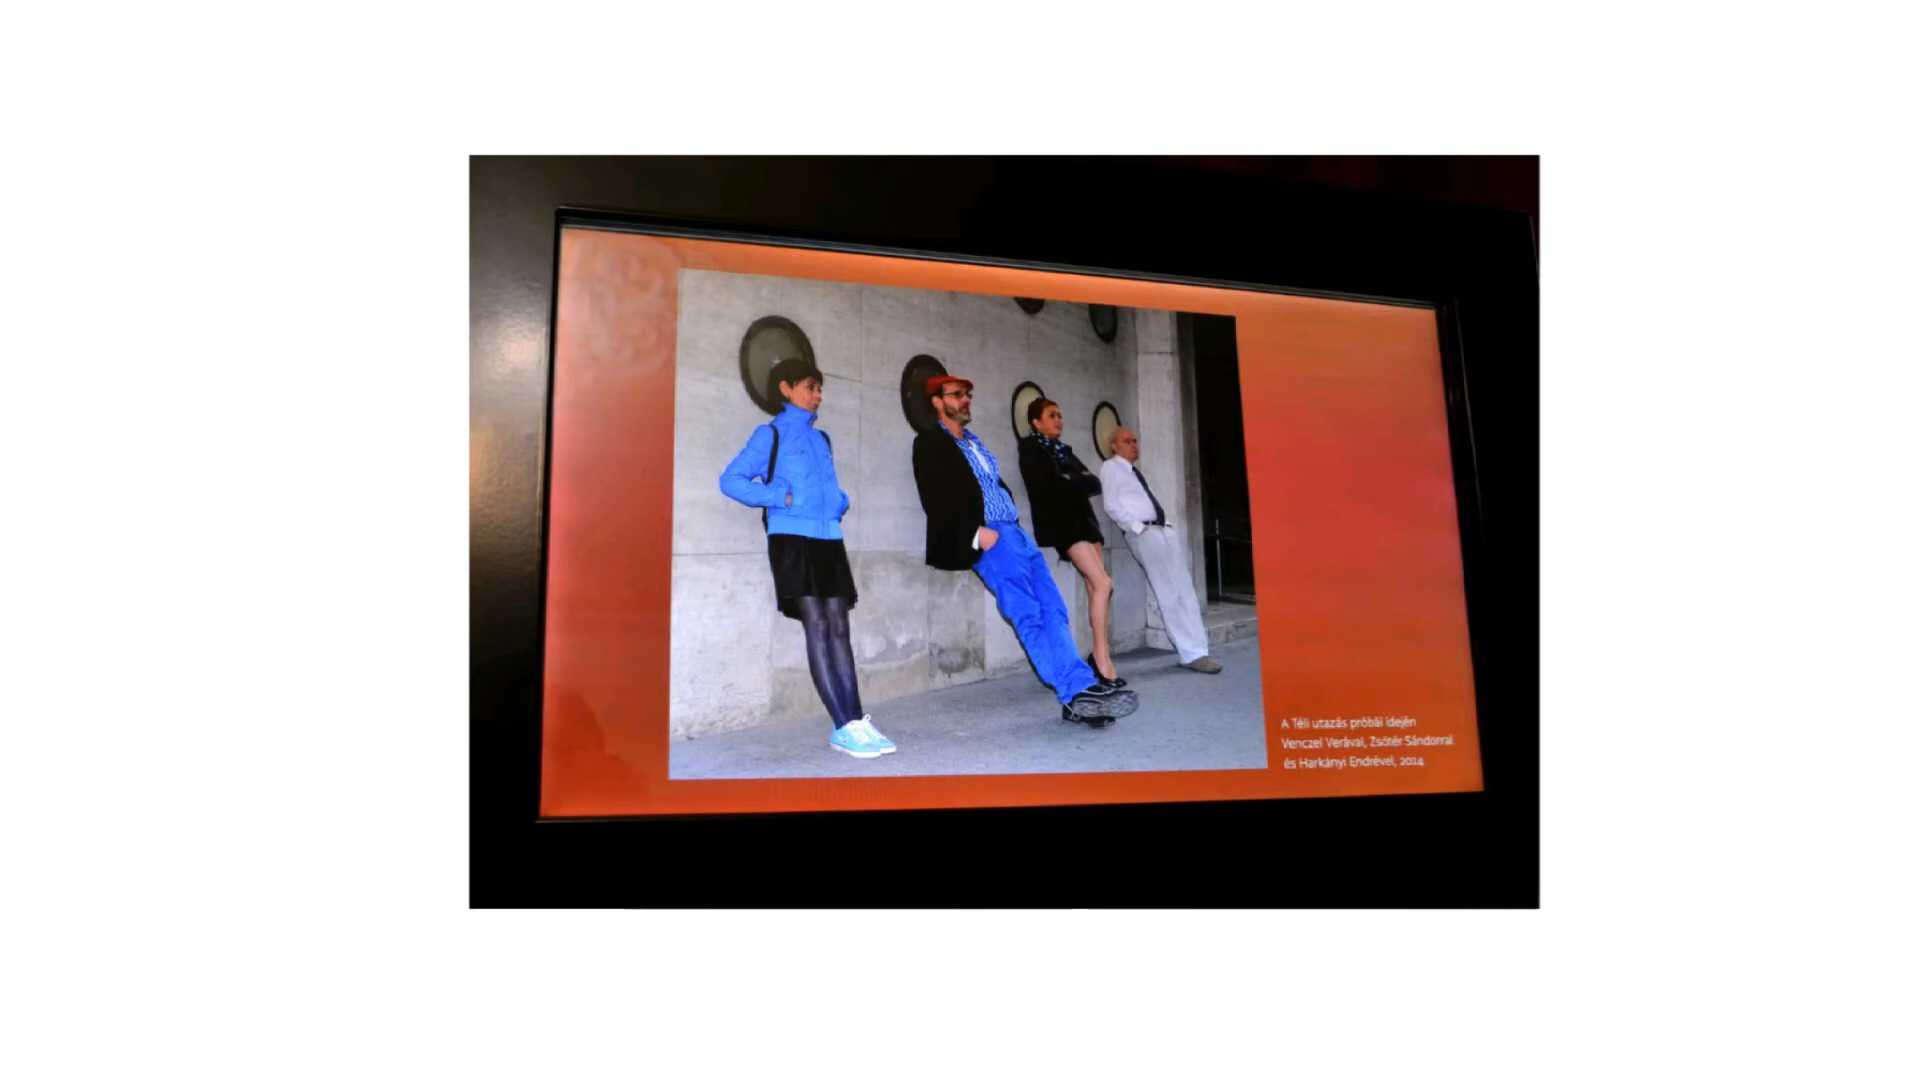 A Téli utazás próbái idején
Venczel Verával, Zsótér Sándorral
és Harkányi Endrével, 2014